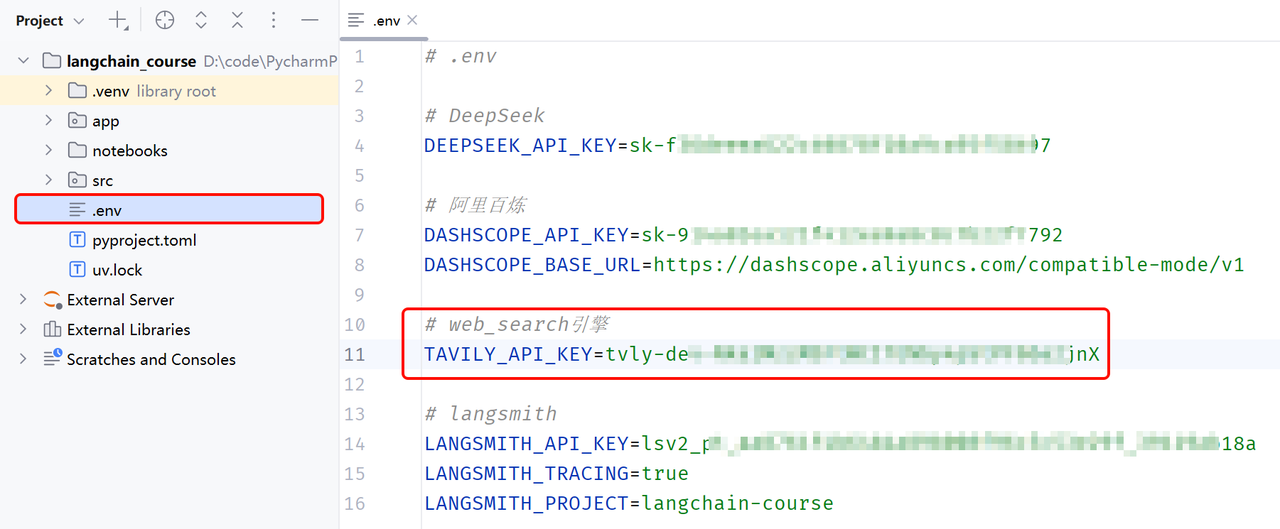 Project
langchain_course D:\code\PycharmP
.venv library root
app
notebooks
src
.env
pyproject.toml
uv.lock
External Server
External Libraries
Scratches and Consoles
.env
1 # .env
2
3 # DeepSeek
4 DEEPSEEK_API_KEY=sk-f 97
5
6 # 阿里百炼
7 DASHSCOPE_API_KEY=sk-9 792
8 DASHSCOPE_BASE_URL=https://dashscope.aliyuncs.com/compatible-mode/v1
9
10 # web_search引擎
11 TAVILY_API_KEY=tvly-de jnX
12
13 # langsmith
14 LANGSMITH_API_KEY=lsv2_p 18a
15 LANGSMITH_TRACING=true
16 LANGSMITH_PROJECT=langchain-course